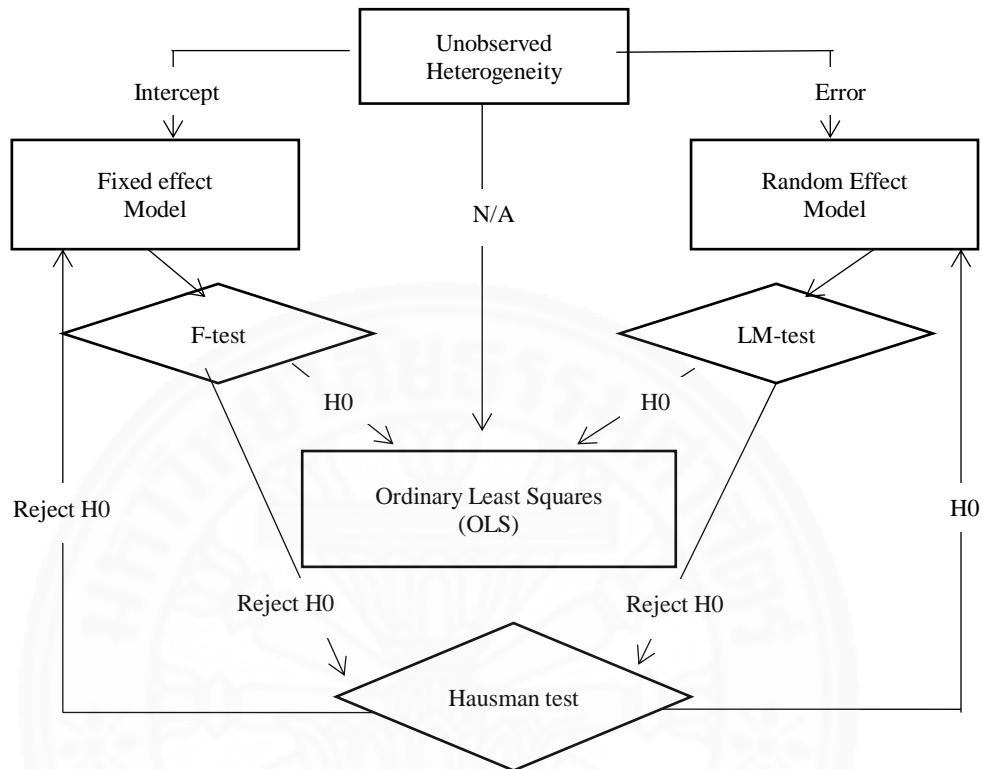 Unobserved
Heterogeneity
Intercept
Error
Fixed effect
Model
Random Effect
Model
N/A
F-test
LM-test
H0
H0
Ordinary Least Squares
(OLS)
Reject H0
H0
Reject H0
Reject H0
Hausman test